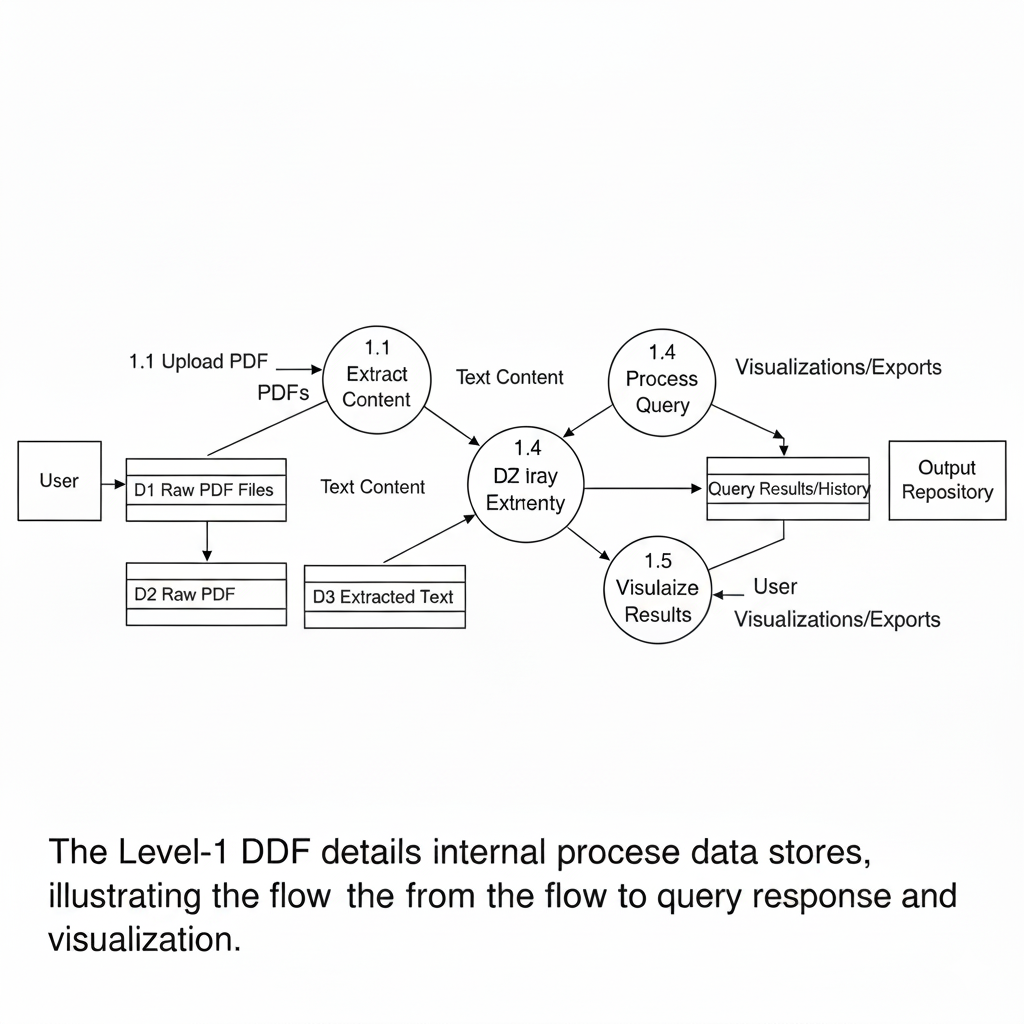 1.1 Upload PDF
PDFs
1.1
Extract
Content
Text Content
1.4
Process
Query
Visualizations/Exports
User
D1 Raw PDF Files
Text Content
1.4
DZ iray
Extrnenty
Query Results/History
Output
Repository
D2 Raw PDF
D3 Extracted Text
1.5
Visulaize
Results
User
Visualizations/Exports
The Level-1 DDF details internal procese data stores,
illustrating the flow the from the flow to query response and
visualization.